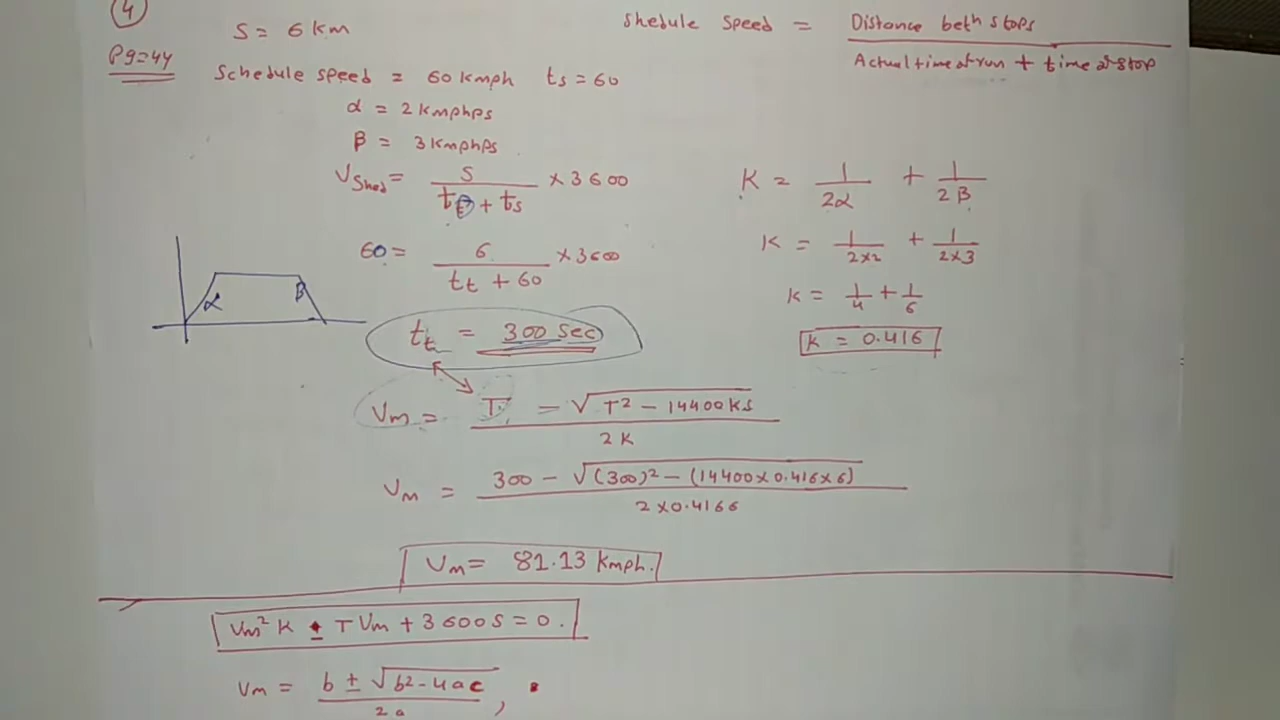 4
S = 6 Km
Shedule Speed = Distance betn stops / Actual time of run + time of stop
Pg=44
Schedule speed = 60 Kmph ts = 60
α = 2 Kmphps
β = 3 Kmphps
VShed = S / tt + ts × 3600
K = 1/2α + 1/2β
60 = 6 / tt + 60 × 3600
K = 1/2×2 + 1/2×3
α β
K = 1/4 + 1/6
tt = 300 Sec
K = 0.416
Vm = T - √T² - 14400 KS / 2K
Vm = 300 - √(300)² - (14400 × 0.416 × 6) / 2 × 0.4166
Vm = 81.13 Kmph.
Vm² K ± T Vm + 3600 S = 0.
Vm = b ± √b² - 4ac / 2a ,